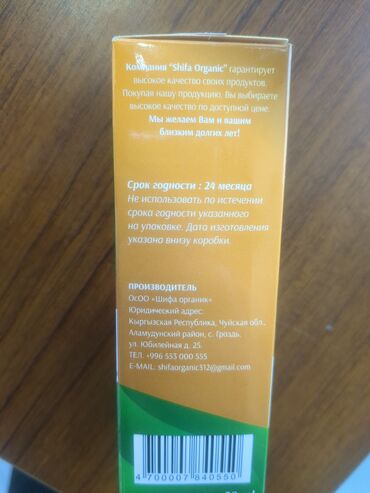 Компания "Shifa Organic" гарантирует
высокое качество своих продуктов.
Покупая нашу продукцию, Вы выбираете
высокое качество по доступной цене.
Мы желаем Вам и вашим
близким долгих лет!
Срок годности : 24 месяца
Не использовать по истечении
срока годности указанного
на упаковке. Дата изготовления
указано внизу коробки.
ПРОИЗВОДИТЕЛЬ
ОсОО «Шифа органик»
Юридический адрес:
Кыргызская Республика, Чуйская обл.,
Аламудунский район, с. Гроздь,
ул. Юбилейная д. 25.
ТЕЛ. +996 553 000 555
E-MAIL: shifaorganic312@gmail.com
4700007840550